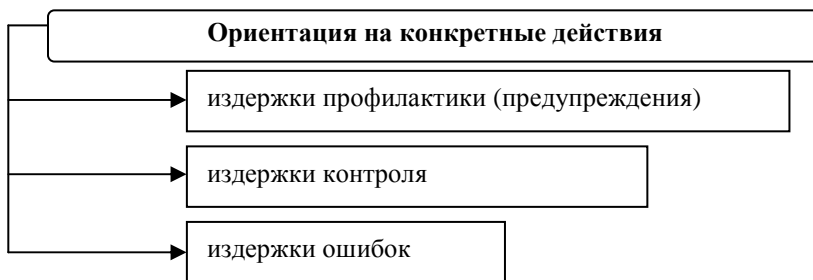 Ориентация на конкретные действия
издержки профилактики (предупреждения)
издержки контроля
издержки ошибок